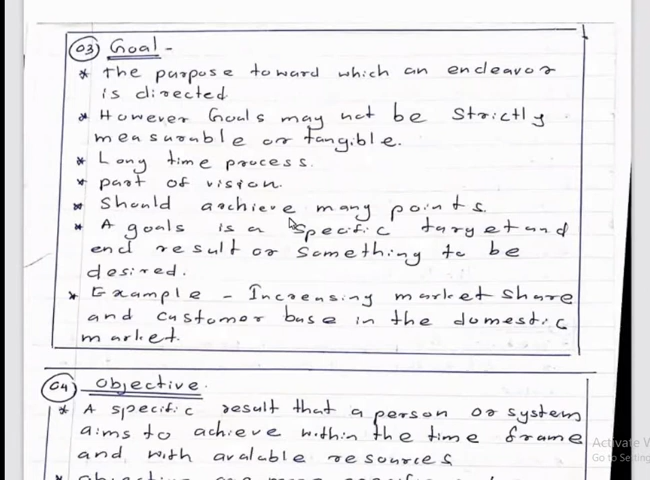 03) Goal -
* The purpose toward which an endeavor
is directed
* However Goals may not be Strictly
measurable or tangible.
* Long time process.
* part of vision.
* Should archieve many points.
* A goals is a specific target and
end result or something to be
desired.
* Example - Increasing market share
and customer base in the domestic
market.
04) objective.
* A specific result that a person or system
aims to achieve within the time frame
and with avalable resources
Activate W
Go to Setting